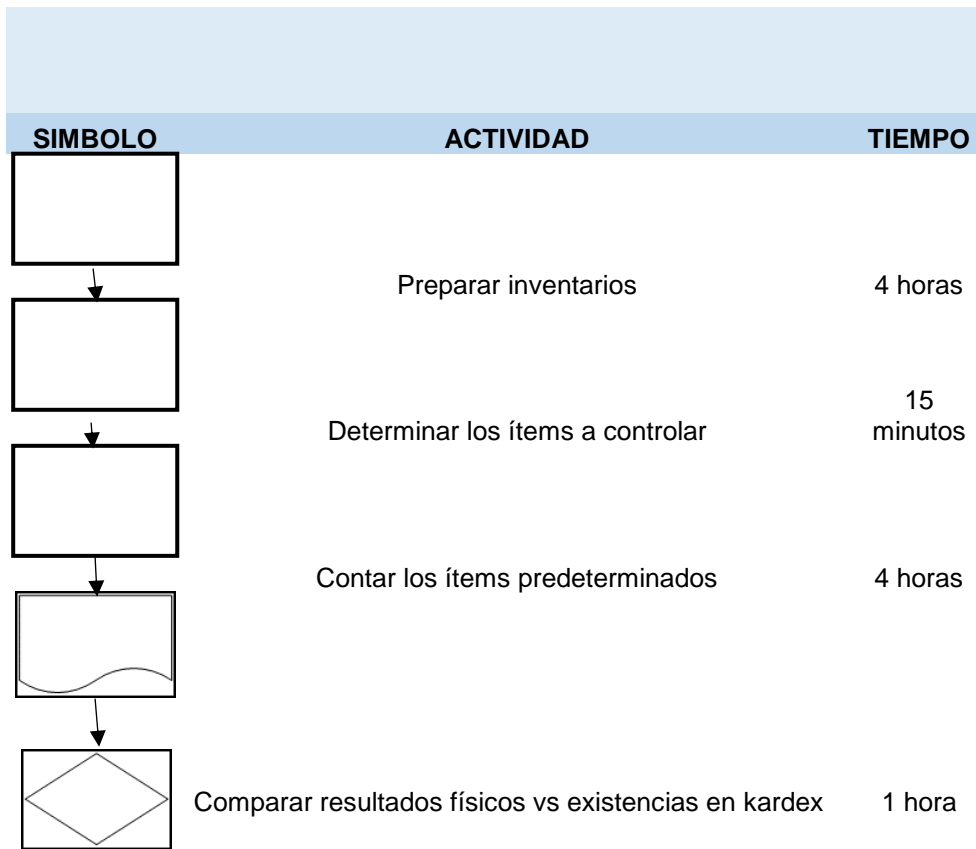 SIMBOLO ACTIVIDAD TIEMPO
Preparar inventarios 4 horas
15
Determinar los ítems a controlar minutos
Contar los ítems predeterminados 4 horas
Comparar resultados físicos vs existencias en kardex 1 hora